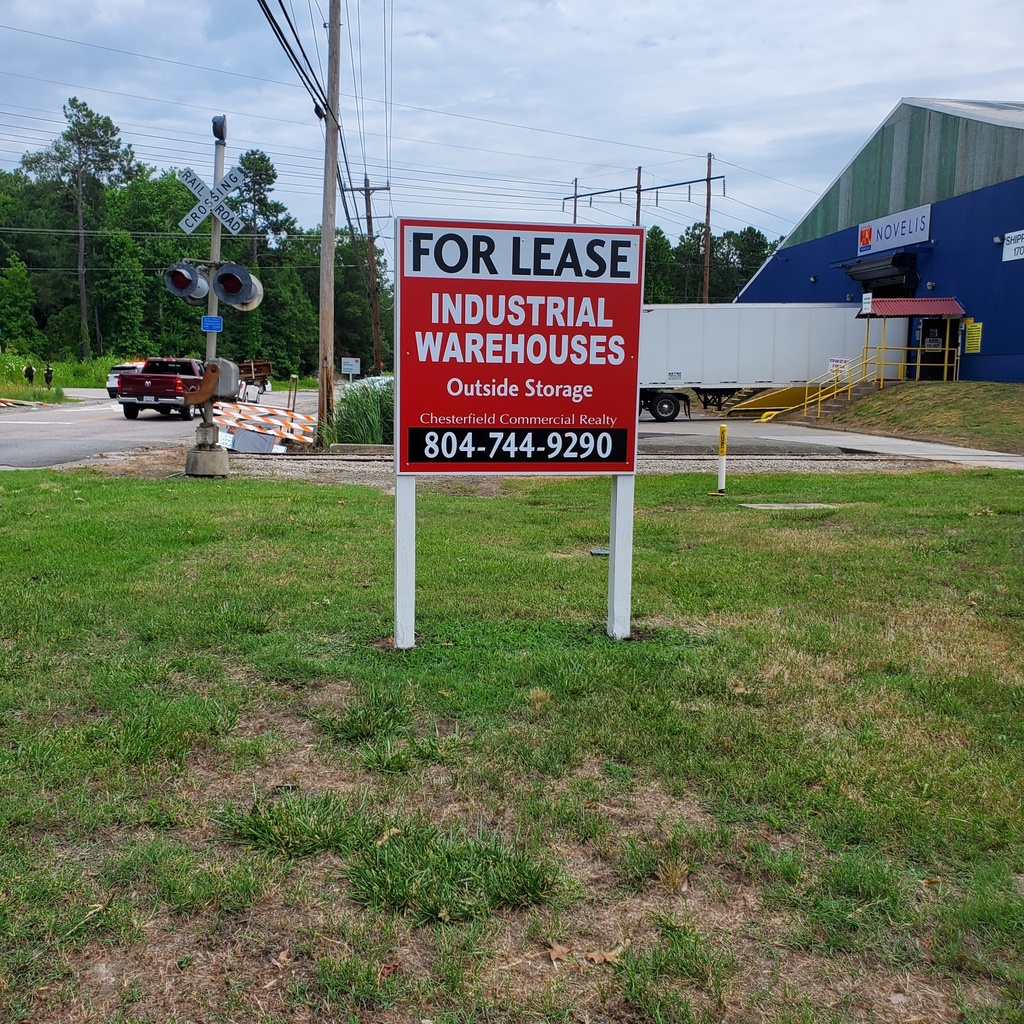 RAIL CROSSING ROAD
FOR LEASE
INDUSTRIAL
WAREHOUSES
Outside Storage
Chesterfield Commercial Realty
804-744-9290
NOVELIS